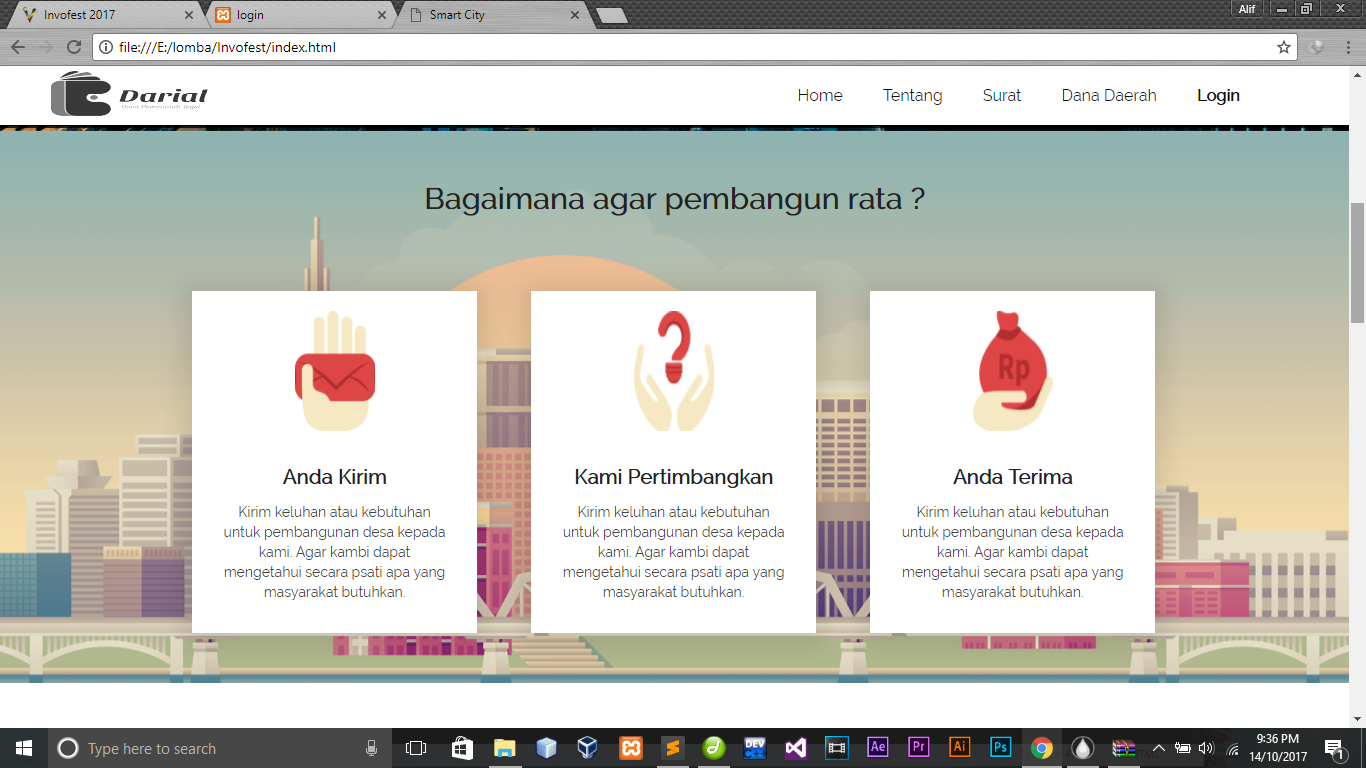 Invofest 2017
login
Smart City
Alif
file:///E:/lomba/Invofest/index.html
Darial
Home
Tentang
Surat
Dana Daerah
Login
Bagaimana agar pembangun rata ?
Rp
Anda Kirim
Kirim keluhan atau kebutuhan
untuk pembangunan desa kepada
kami. Agar kambi dapat
mengetahui secara psati apa yang
masyarakat butuhkan.
Kami Pertimbangkan
Kirim keluhan atau kebutuhan
untuk pembangunan desa kepada
kami. Agar kambi dapat
mengetahui secara psati apa yang
masyarakat butuhkan.
Anda Terima
Kirim keluhan atau kebutuhan
untuk pembangunan desa kepada
kami. Agar kambi dapat
mengetahui secara psati apa yang
masyarakat butuhkan.
Type here to search
DEV
Ae
Pr
Ai
Ps
9:36 PM
14/10/2017
1